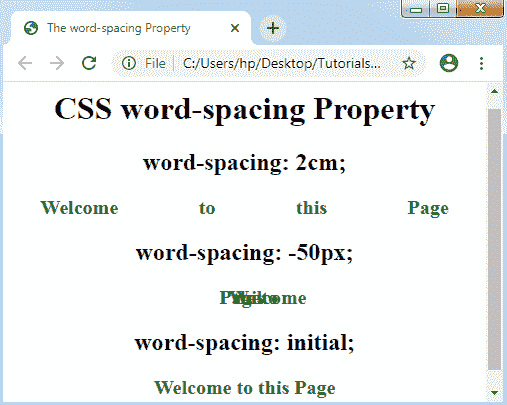 The word-spacing Property
File C:/Users/hp/Desktop/Tutorials...
CSS word-spacing Property
word-spacing: 2cm;
Welcome to this Page
word-spacing: -50px;
word-spacing: initial;
Welcome to this Page